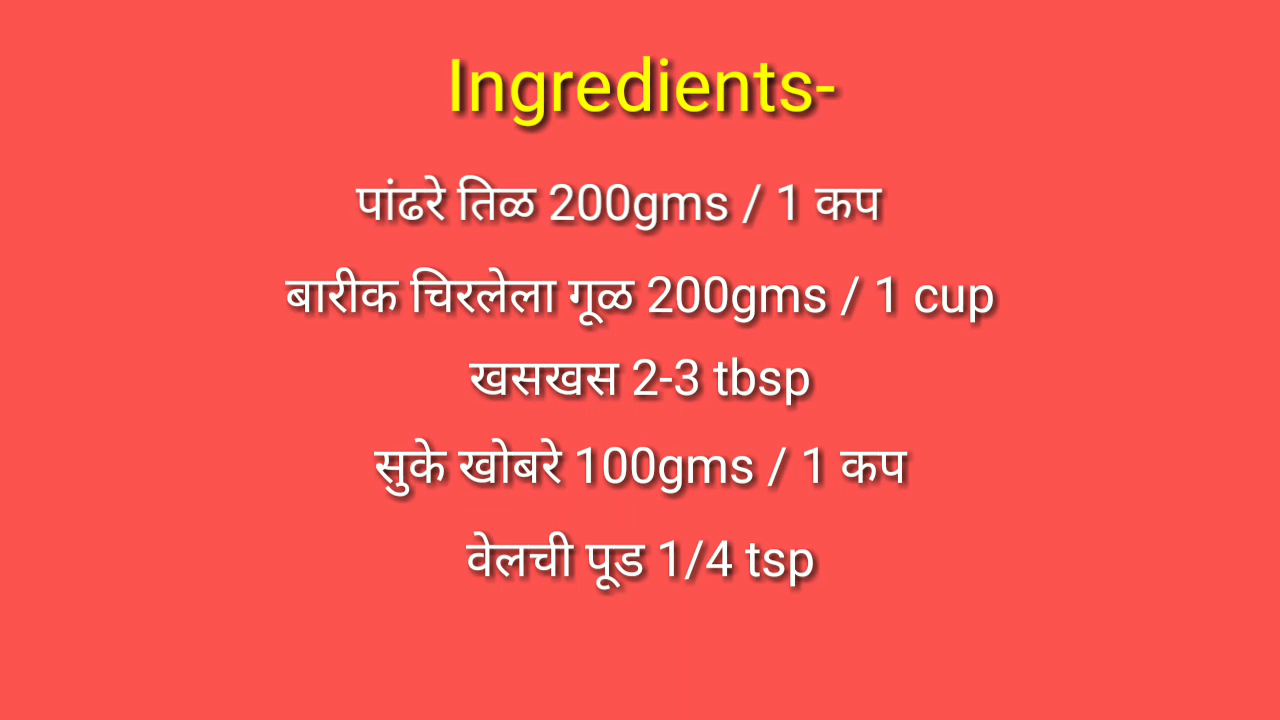 Ingredients-
पांढरे तिळ 200gms / 1 कप
बारीक चिरलेला गूळ 200gms / 1 cup
खसखस 2-3 tbsp
सुके खोबरे 100gms / 1 कप
वेलची पूड 1/4 tsp